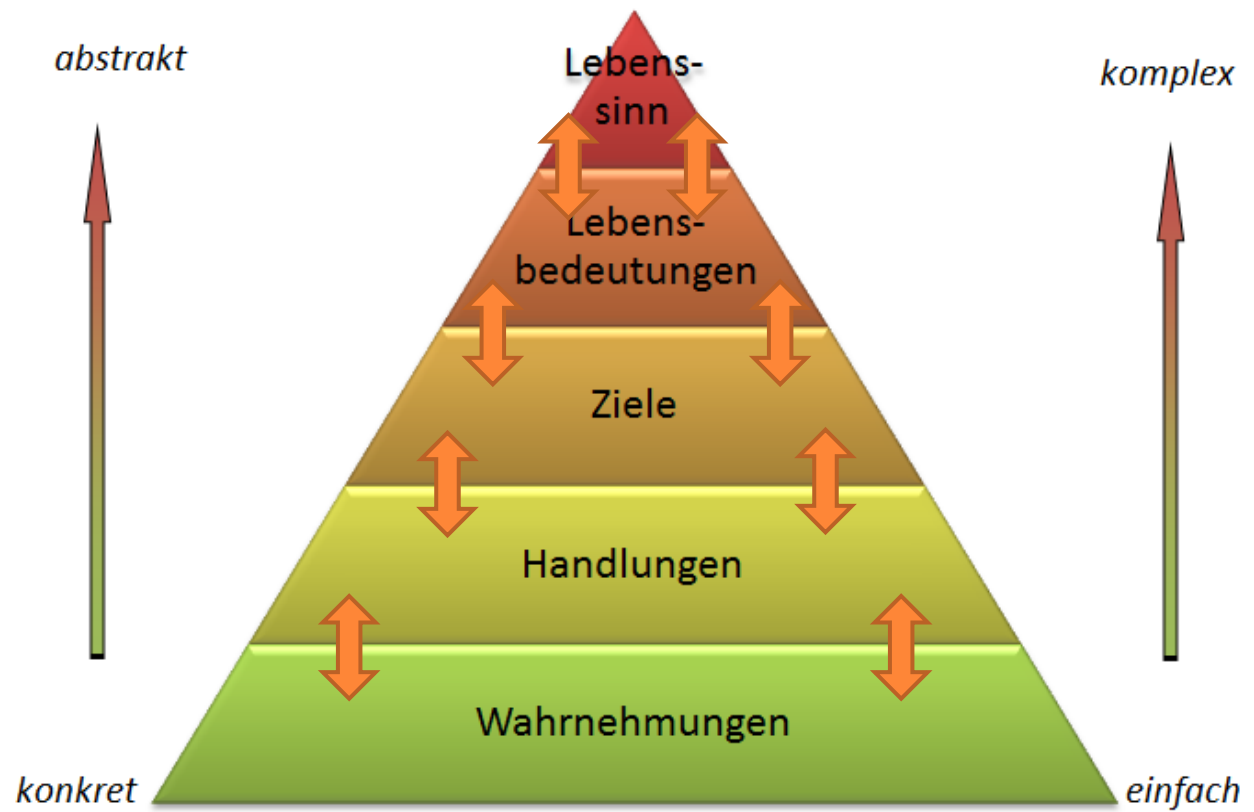 abstrakt
komplex
Lebens-
sinn
Lebens-
bedeutungen
Ziele
Handlungen
Wahrnehmungen
konkret
einfach